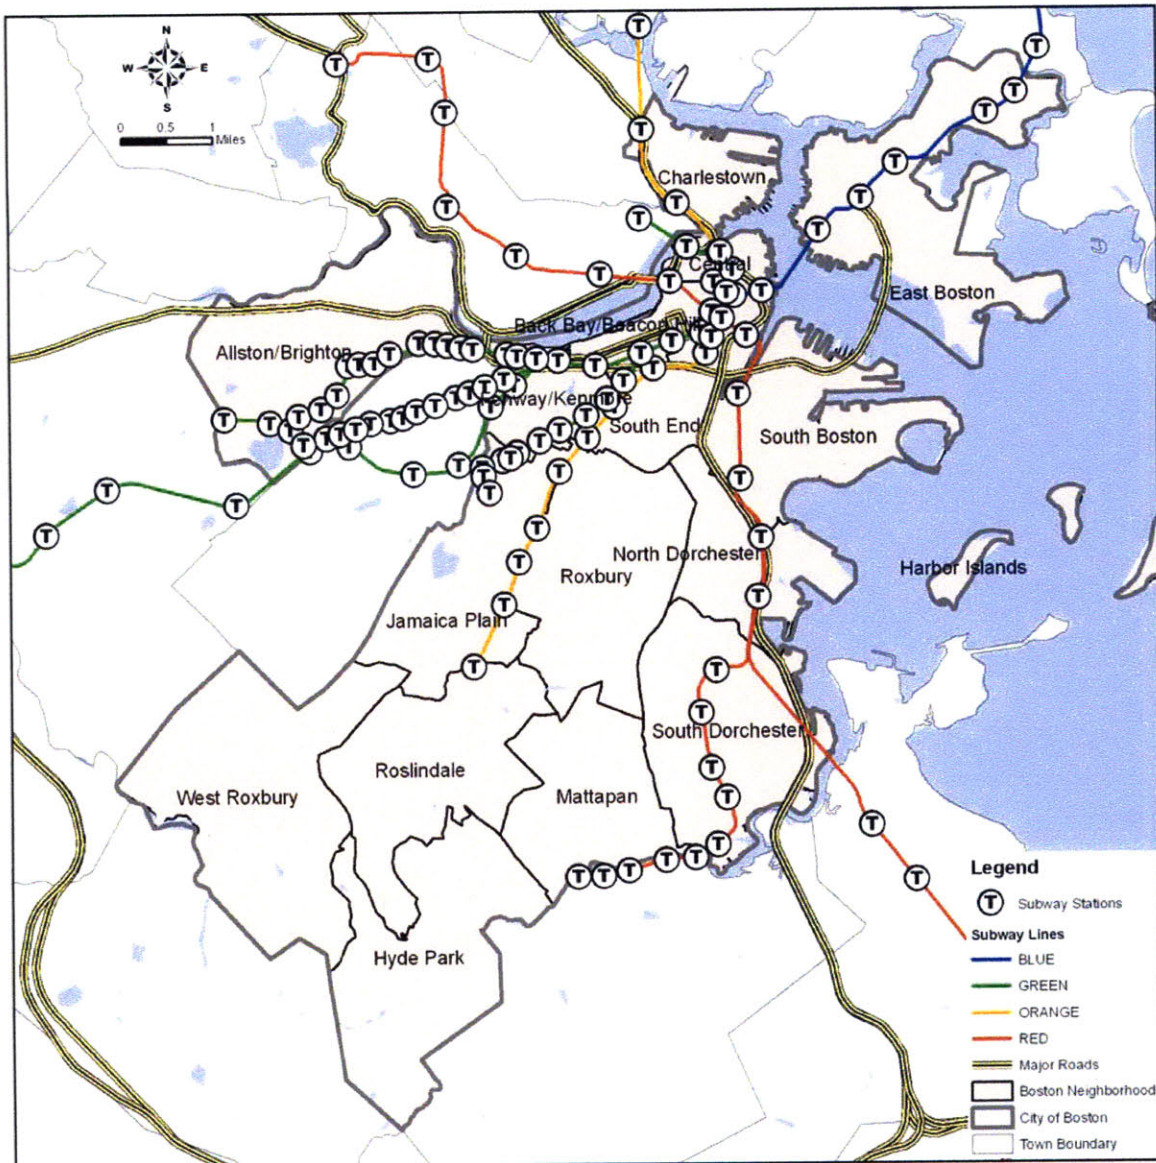 N
W E
S
0 0.5 1
Miles
Charlestown
Central
East Boston
Back Bay/Beacon Hill
Allston/Brighton
Fenway/Kenmore
South End
South Boston
North Dorchester
Harbor Islands
Roxbury
Jamaica Plain
South Dorchester
Roslindale
West Roxbury
Mattapan
Hyde Park
Legend
T Subway Stations
Subway Lines
BLUE
GREEN
ORANGE
RED
Major Roads
Boston Neighborhood
City of Boston
Town Boundary